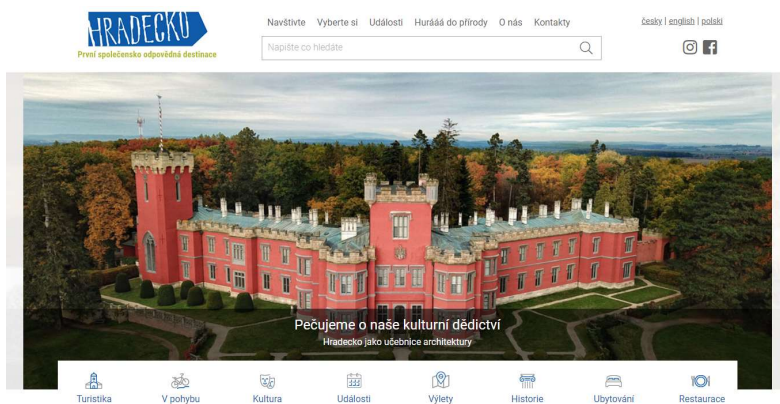 HRADECKO
První společensko odpovědná destinace
Navštivte Vyberte si Události Hurááá do přírody O nás Kontakty
česky | english | polski
Napište co hledáte
Pečujeme o naše kulturní dědictví
Hradecko jako učebnice architektury
Turistika V pohybu Kultura Události Výlety Historie Ubytování Restaurace